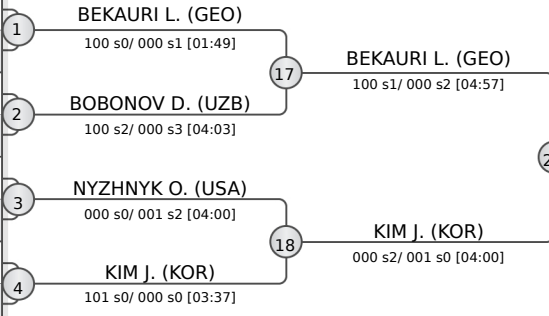 BEKAURI L. (GEO)
1
100 s0/ 000 s1 [01:49]
17
BEKAURI L. (GEO)
100 s1/ 000 s2 [04:57]
BOBONOV D. (UZB)
2
100 s2/ 000 s3 [04:03]
2
NYZHNYK O. (USA)
3
000 s0/ 001 s2 [04:00]
18
KIM J. (KOR)
000 s2/ 001 s0 [04:00]
KIM J. (KOR)
4
101 s0/ 000 s0 [03:37]